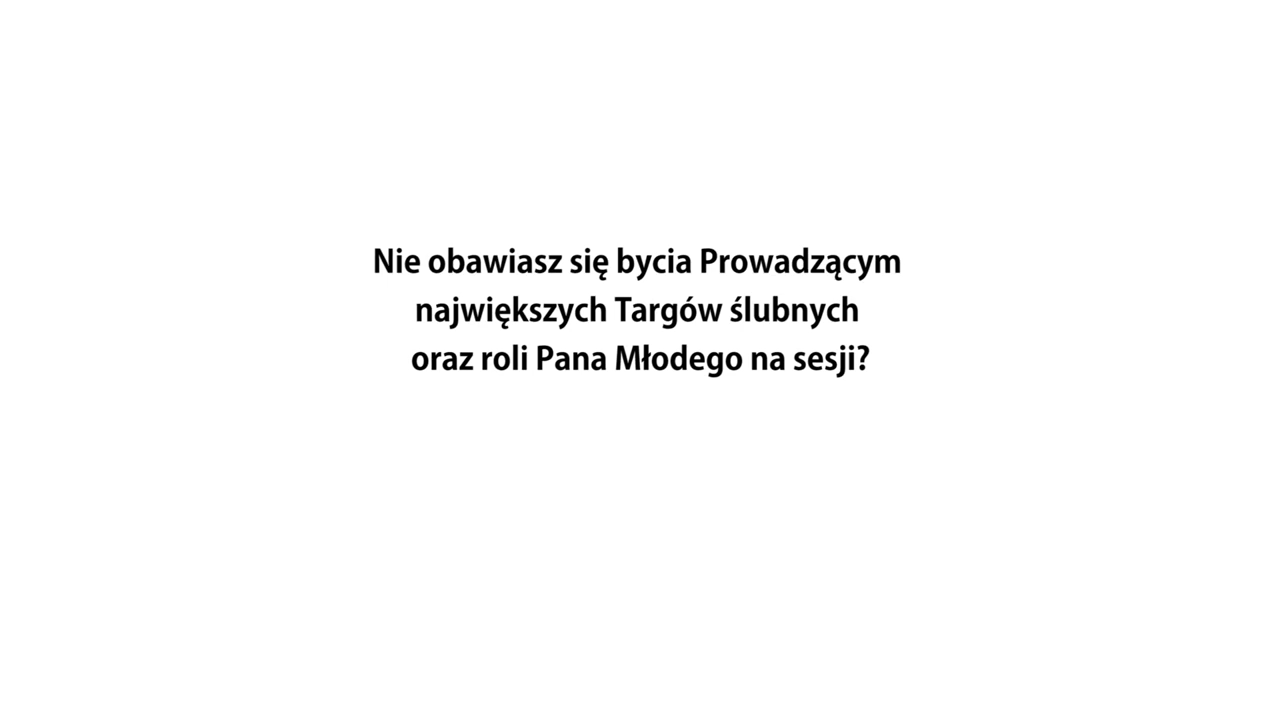 Nie obawiasz się bycia Prowadzącym
największych Targów ślubnych
oraz roli Pana Młodego na sesji?